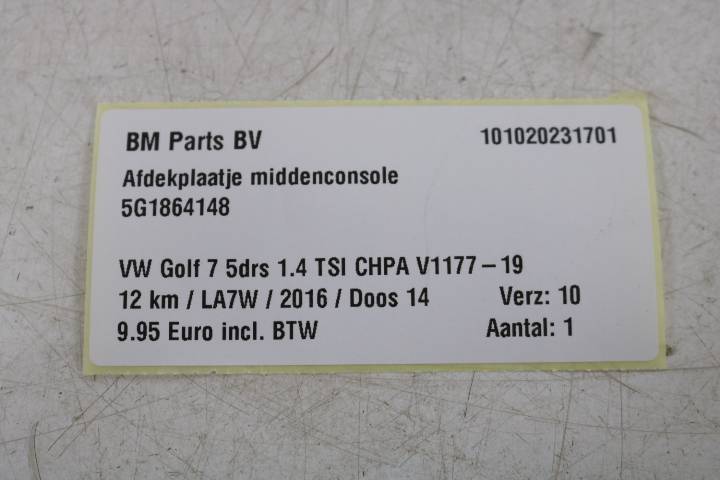 BM Parts BV 101020231701
Afdekplaatje middenconsole
5G1864148
VW Golf 7 5drs 1.4 TSI CHPA V1177 – 19
12 km / LA7W / 2016 / Doos 14 Verz: 10
9.95 Euro incl. BTW Aantal: 1